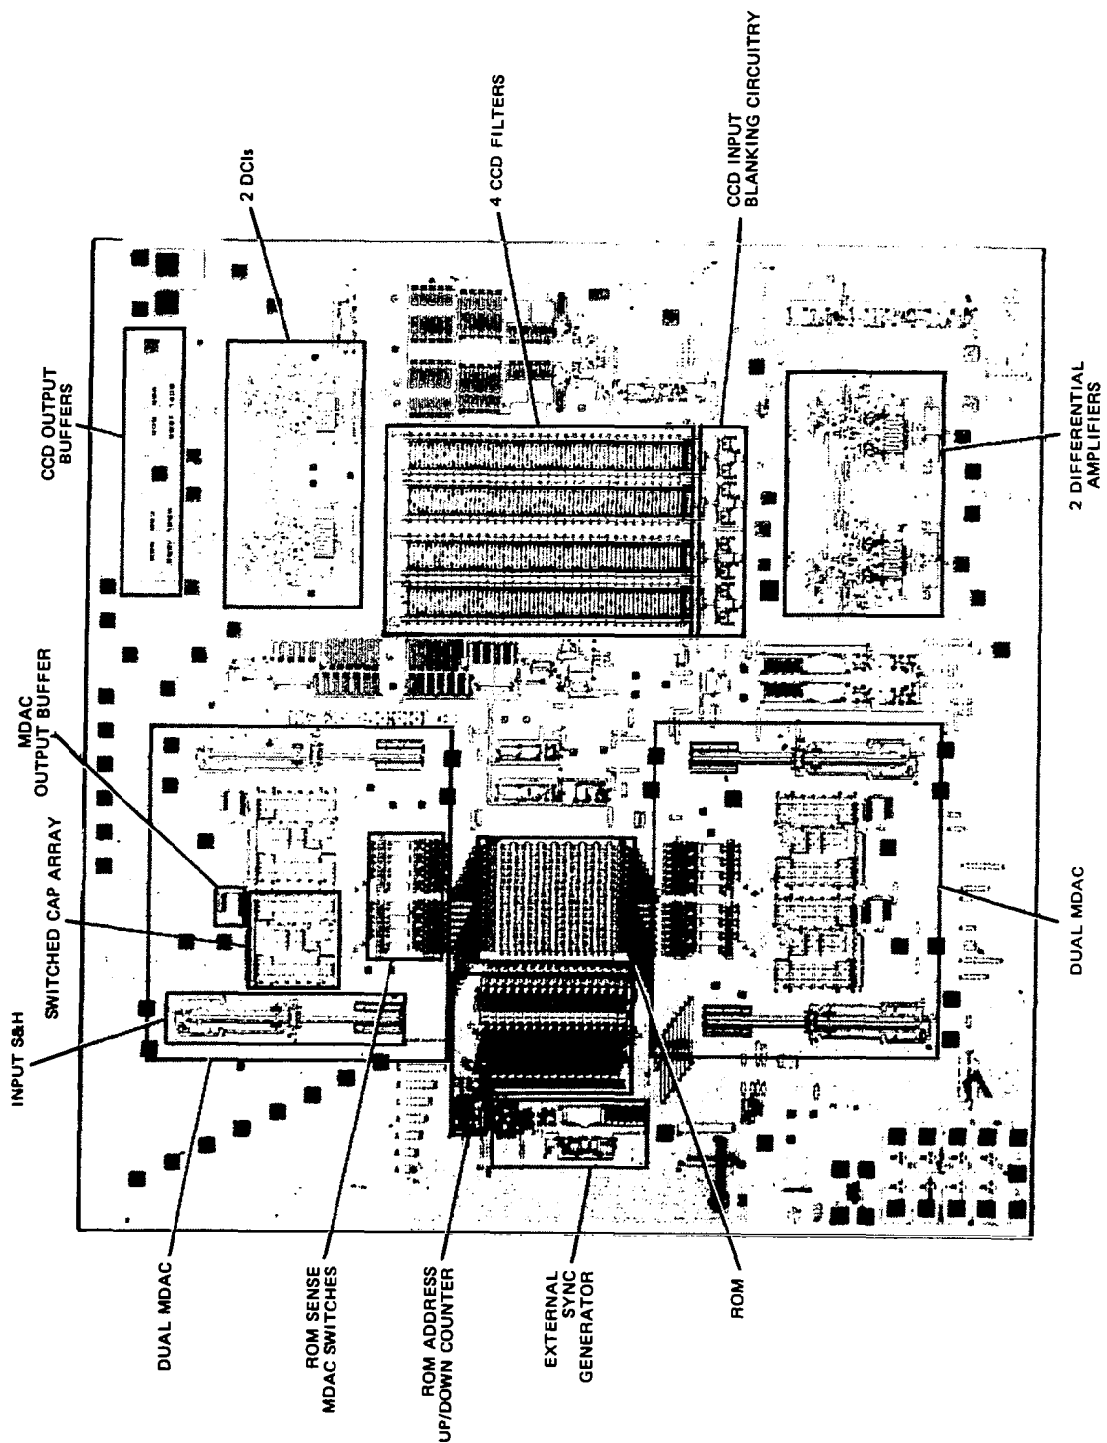 INPUT S&H
SWITCHED CAP ARRAY
MDAC
OUTPUT BUFFER
CCD OUTPUT
BUFFERS
2 DCIs
4 CCD FILTERS
CCD INPUT
BLANKING CIRCUITRY
DUAL MDAC
ROM SENSE
MDAC SWITCHES
ROM ADDRESS
UP/DOWN COUNTER
EXTERNAL
SYNC
GENERATOR
ROM
DUAL MDAC
2 DIFFERENTIAL
AMPLIFIERS